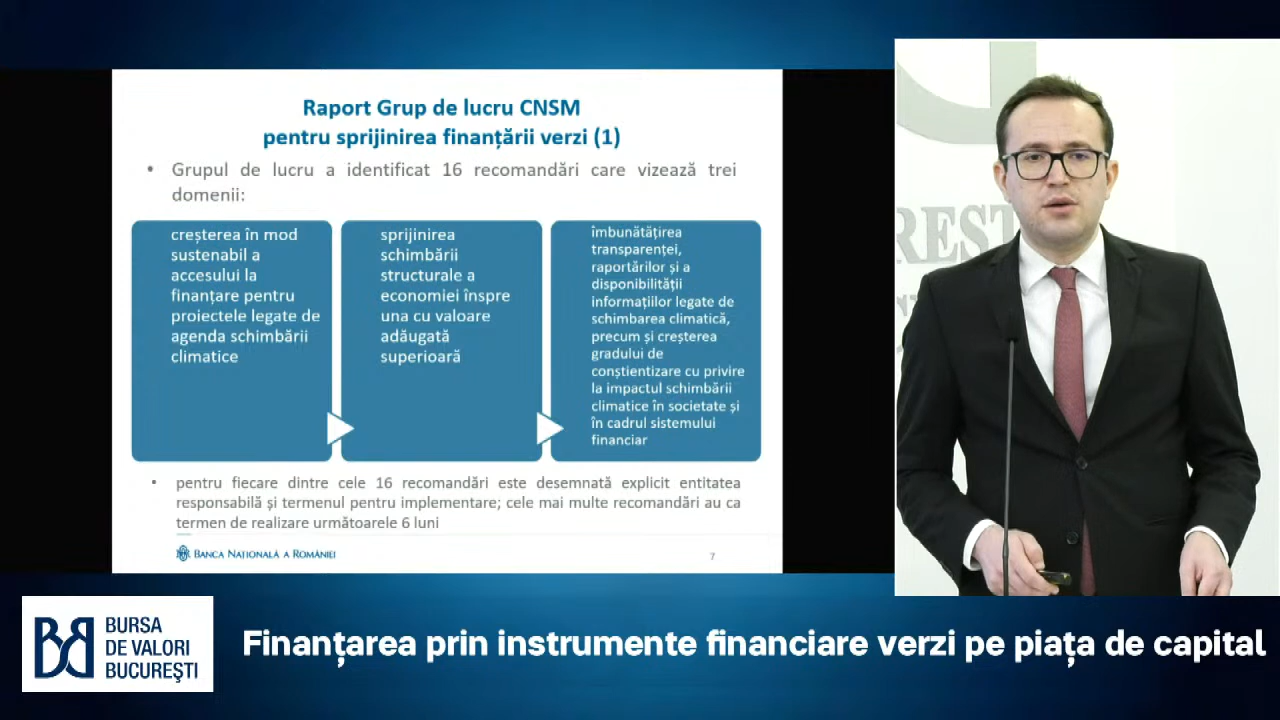 Raport Grup de lucru CNSM
pentru sprijinirea finanțării verzi (1)
• Grupul de lucru a identificat 16 recomandări care vizează trei
domenii:
creșterea în mod
sustenabil a
accesului la
finanțare pentru
proiectele legate de
agenda schimbării
climatice
sprijinirea
schimbării
structurale a
economiei înspre
una cu valoare
adăugată
superioară
îmbunătățirea
transparenței,
raportărilor și a
disponibilității
informațiilor legate de
schimbarea climatică,
precum și creșterea
gradului de
conștientizare cu privire
la impactul schimbării
climatice în societate și
în cadrul sistemului
financiar
• pentru fiecare dintre cele 16 recomandări este desemnată explicit entitatea
responsabilă și termenul pentru implementare; cele mai multe recomandări au ca
termen de realizare următoarele 6 luni
BANCA NAȚIONALĂ A ROMÂNIEI
7
BURSA
DE VALORI
BUCUREŞTI
Finanțarea prin instrumente financiare verzi pe piața de capital